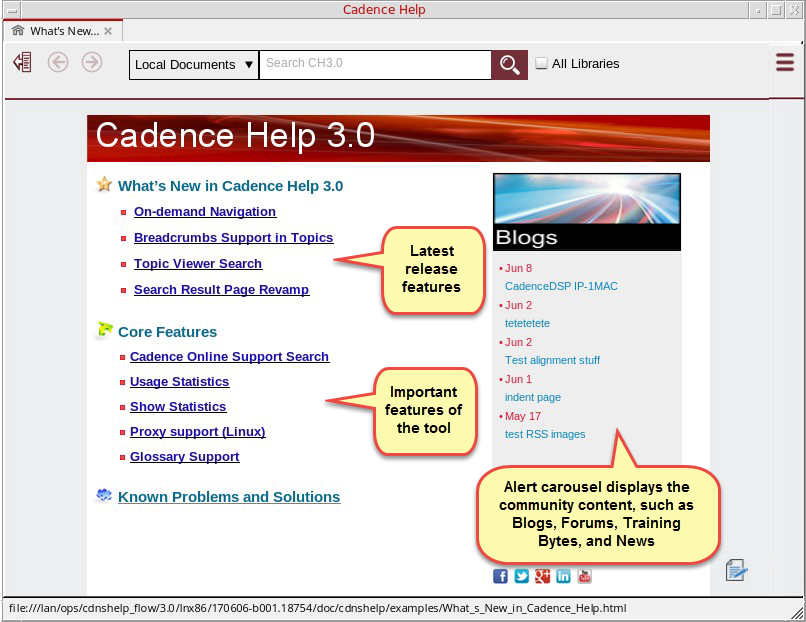 Cadence Help
What's New...
Local Documents
Search CH3.0
All Libraries
Cadence Help 3.0
What's New in Cadence Help 3.0
On-demand Navigation
Breadcrumbs Support in Topics
Topic Viewer Search
Search Result Page Revamp
Latest
release
features
Core Features
Cadence Online Support Search
Usage Statistics
Show Statistics
Proxy support (Linux)
Glossary Support
Important
features of
the tool
Known Problems and Solutions
Blogs
• Jun 8
CadenceDSP IP-1MAC
• Jun 2
tetetetete
• Jun 2
Test alignment stuff
• Jun 1
indent page
• May 17
test RSS images
Alert carousel displays the
community content, such as
Blogs, Forums, Training
Bytes, and News
file:///lan/ops/cdnshelp_flow/3.0/lnx86/170606-b001.18754/doc/cdnshelp/examples/What_s_New_in_Cadence_Help.html